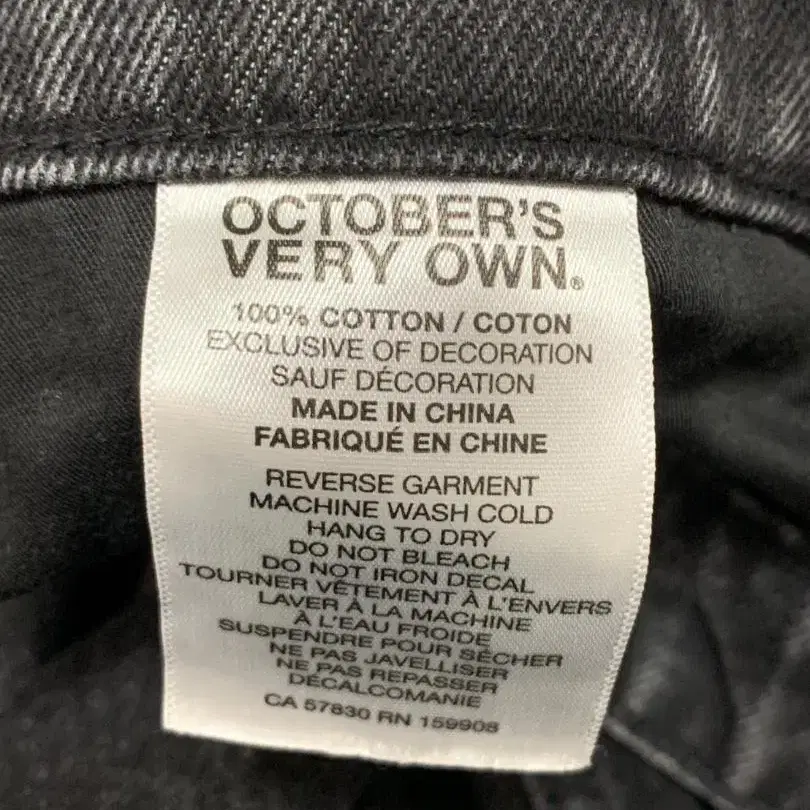 OCTOBER'S
VERY OWN®
100% COTTON / COTON
EXCLUSIVE OF DECORATION
SAUF DÉCORATION
MADE IN CHINA
FABRIQUÉ EN CHINE
REVERSE GARMENT
MACHINE WASH COLD
HANG TO DRY
DO NOT BLEACH
DO NOT IRON DECAL
TOURNER VÊTEMENT À L'ENVERS
LAVER À LA MACHINE
À L'EAU FROIDE
SUSPENDRE POUR SÉCHER
NE PAS JAVELLISER
NE PAS REPASSER
DÉCALCOMANIE
CA 57830 RN 159908